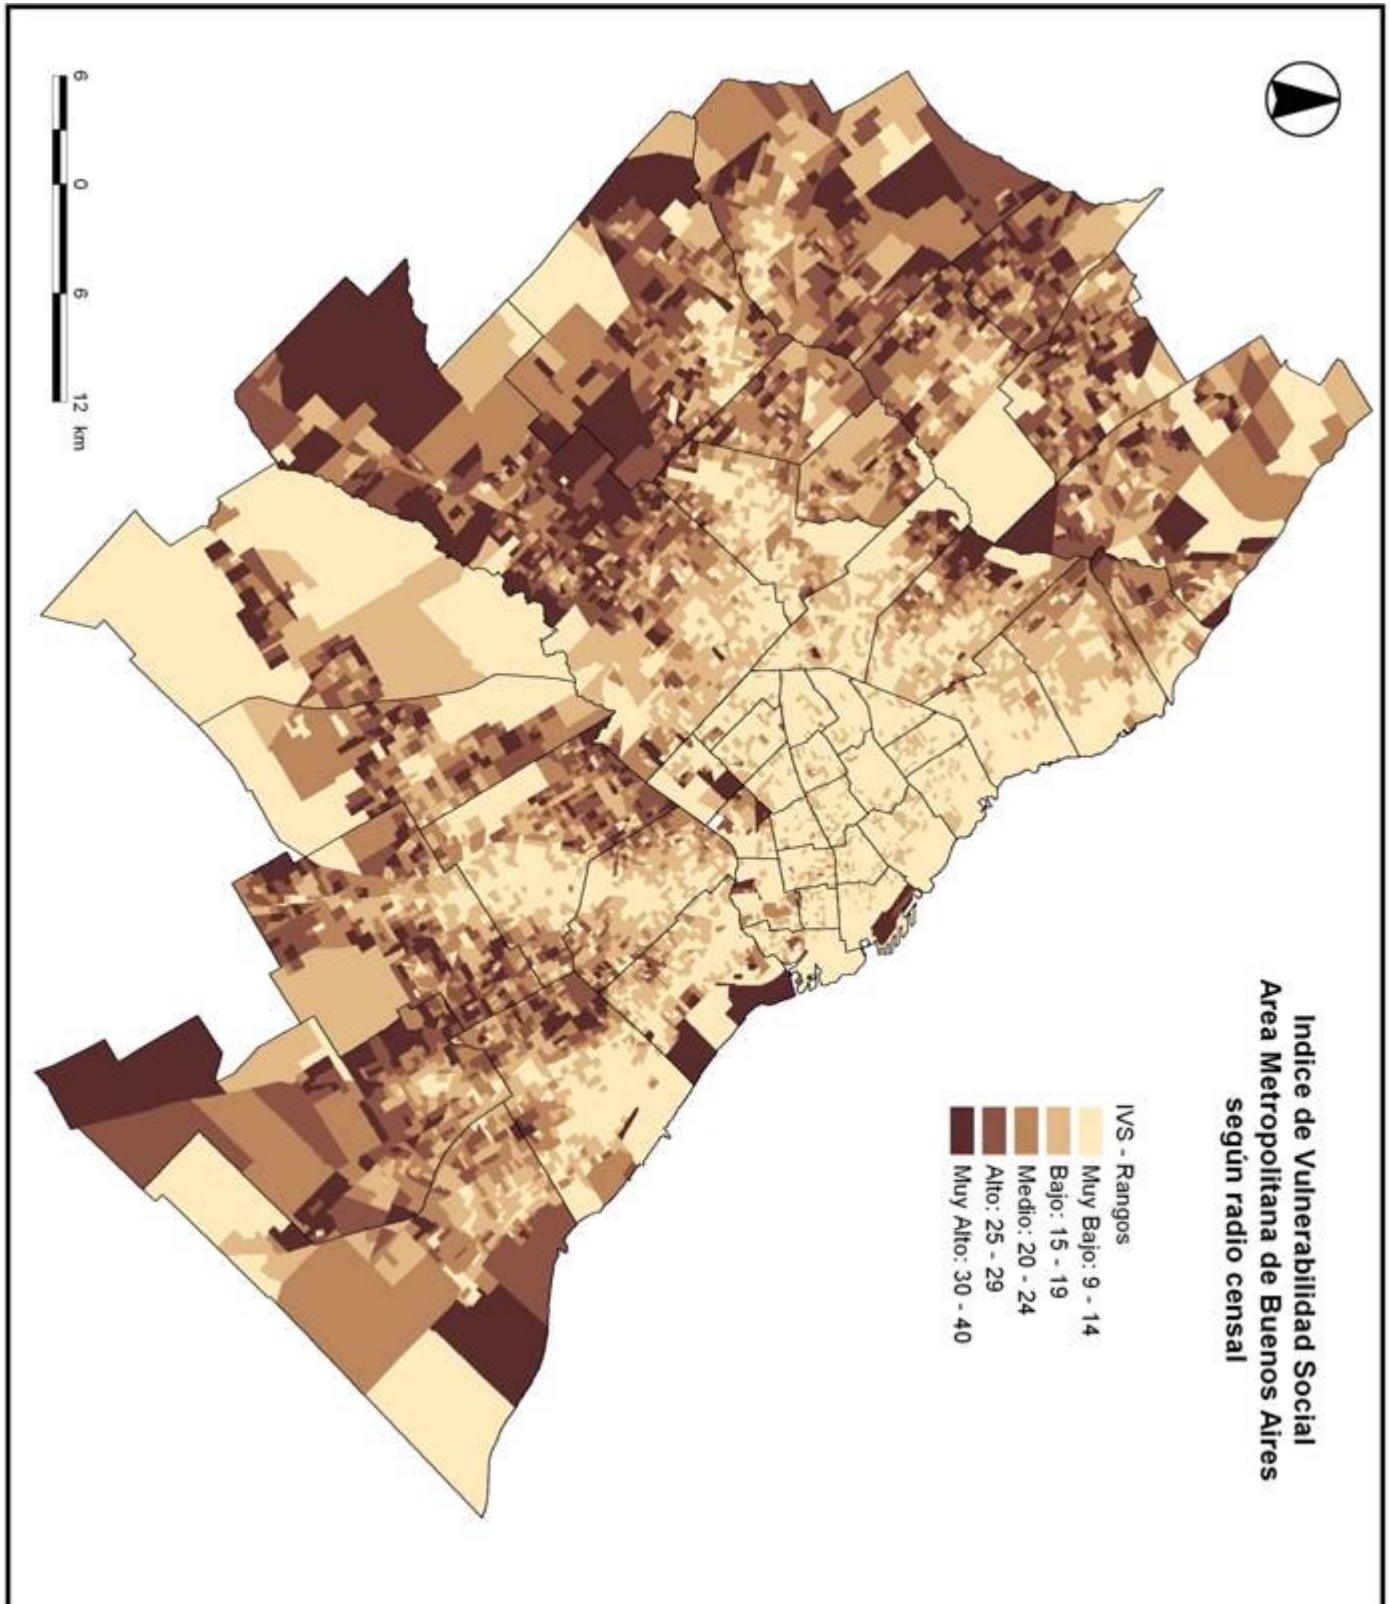 Indice de Vulnerabilidad Social
Area Metropolitana de Buenos Aires
según radio censal
IVS - Rangos
Muy Bajo: 9 - 14
Bajo: 15 - 19
Medio: 20 - 24
Alto: 25 - 29
Muy Alto: 30 - 40
6 0 6 12 km